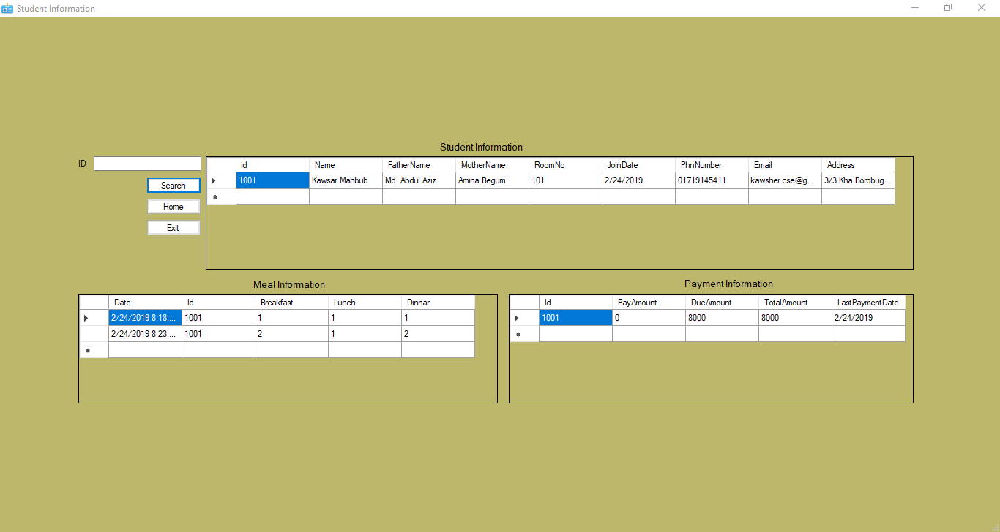 Student Information
Student Information
ID
Search
Home
Exit
id Name FatherName MotherName RoomNo JoinDate PhnNumber Email Address
1001 Kawsar Mahbub Md. Abdul Aziz Amina Begum 101 2/24/2019 01719145411 kawsher.cse@g... 3/3 Kha Borobug...
Meal Information
Date Id Breakfast Lunch Dinnar
2/24/2019 8:18:... 1001 1 1 1
2/24/2019 8:23:... 1001 2 1 2
Payment Information
Id PayAmount DueAmount TotalAmount LastPaymentDate
1001 0 8000 8000 2/24/2019